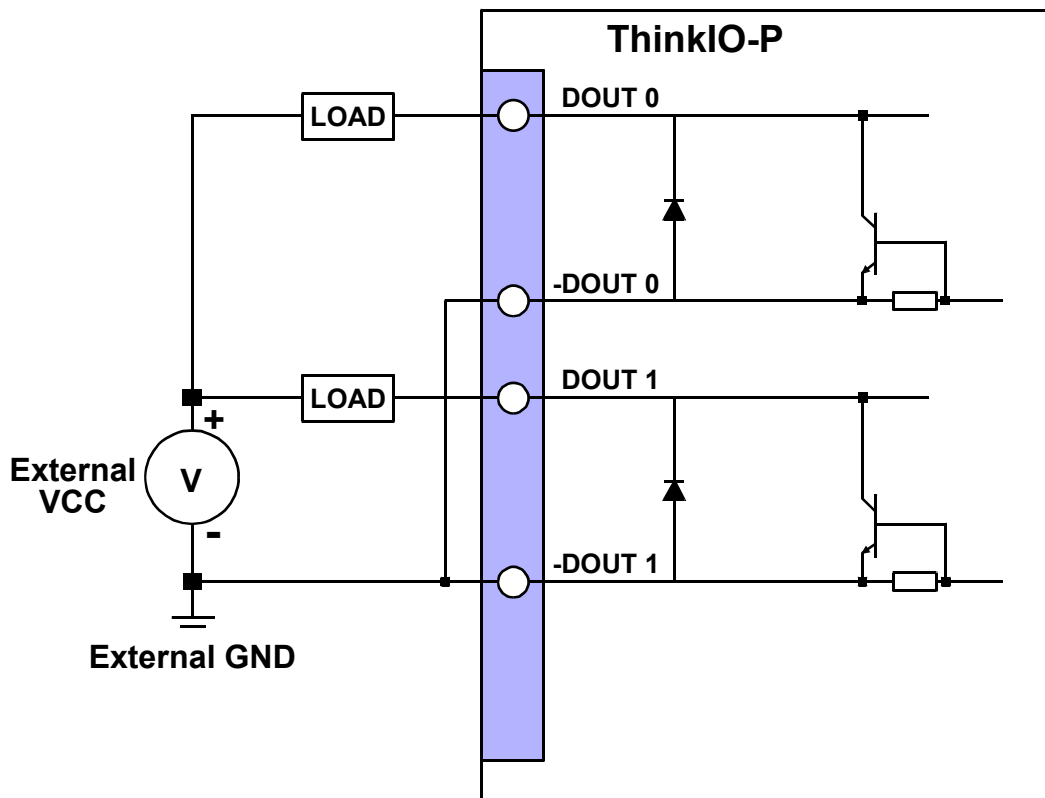 ThinkIO-P
DOUT 0
LOAD
-DOUT 0
DOUT 1
LOAD
+
External
VCC
V
-
-DOUT 1
External GND